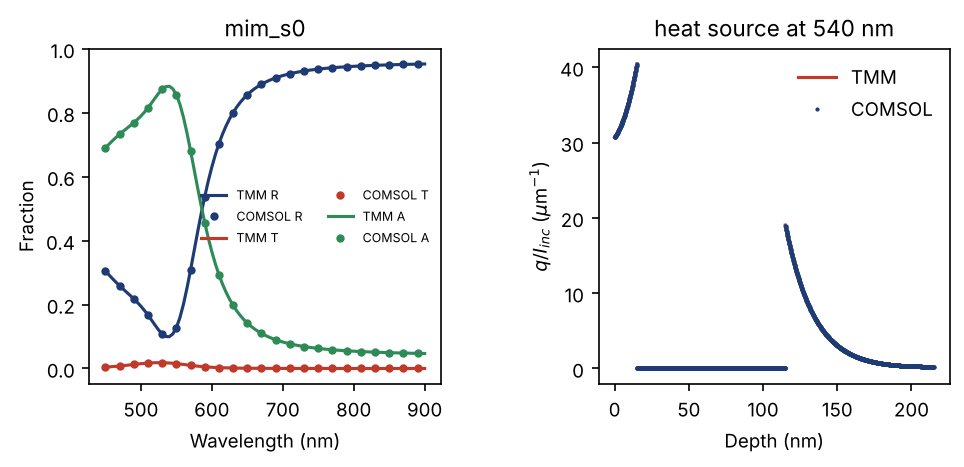 mim_s0
1.0
0.8
0.6
0.4
0.2
0.0
Fraction
TMM R
COMSOL R
TMM T
COMSOL T
TMM A
COMSOL A
500 600 700 800 900
Wavelength (nm)
heat source at 540 nm
40
30
20
10
0
q/I_inc (μm⁻¹)
TMM
COMSOL
0 50 100 150 200
Depth (nm)